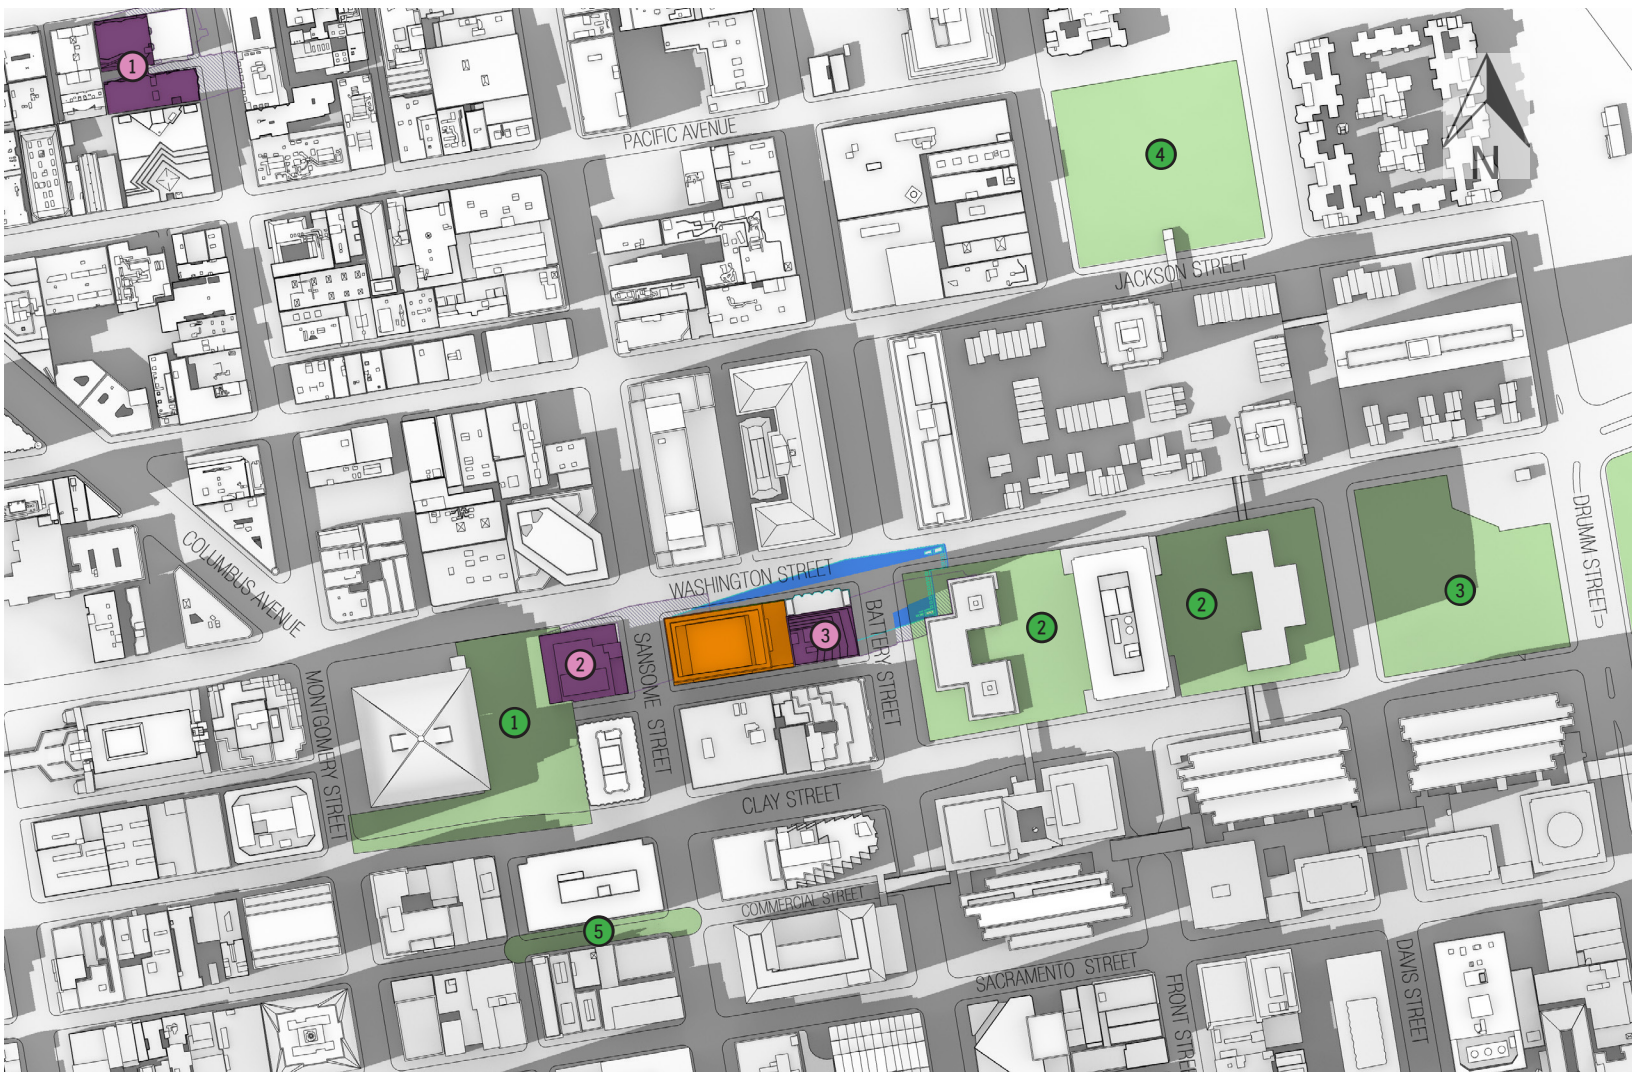 1
PACIFIC AVENUE
4
N
JACKSON STREET
COLUMBUS AVENUE
WASHINGTON STREET
DRUMM STREET
3
2
2
BATTERY STREET
3
2
SANSOME STREET
MONTGOMERY STREET
1
CLAY STREET
COMMERCIAL STREET
5
SACRAMENTO STREET
DAVIS STREET
FRONT STRE